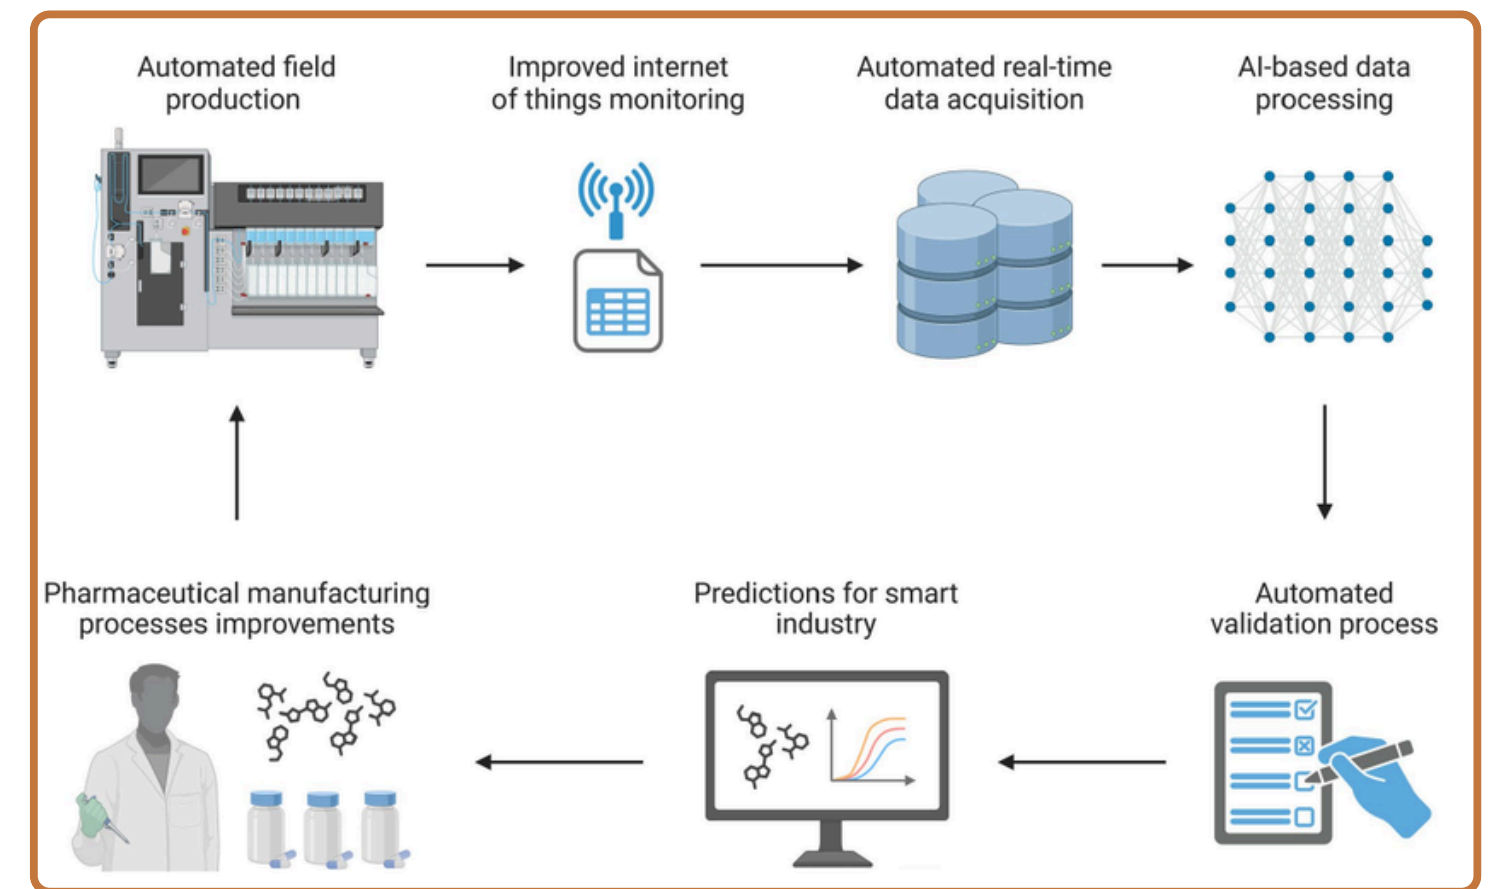 Automated field
production
Improved internet
of things monitoring
Automated real-time
data acquisition
AI-based data
processing
Pharmaceutical manufacturing
processes improvements
Predictions for smart
industry
Automated
validation process